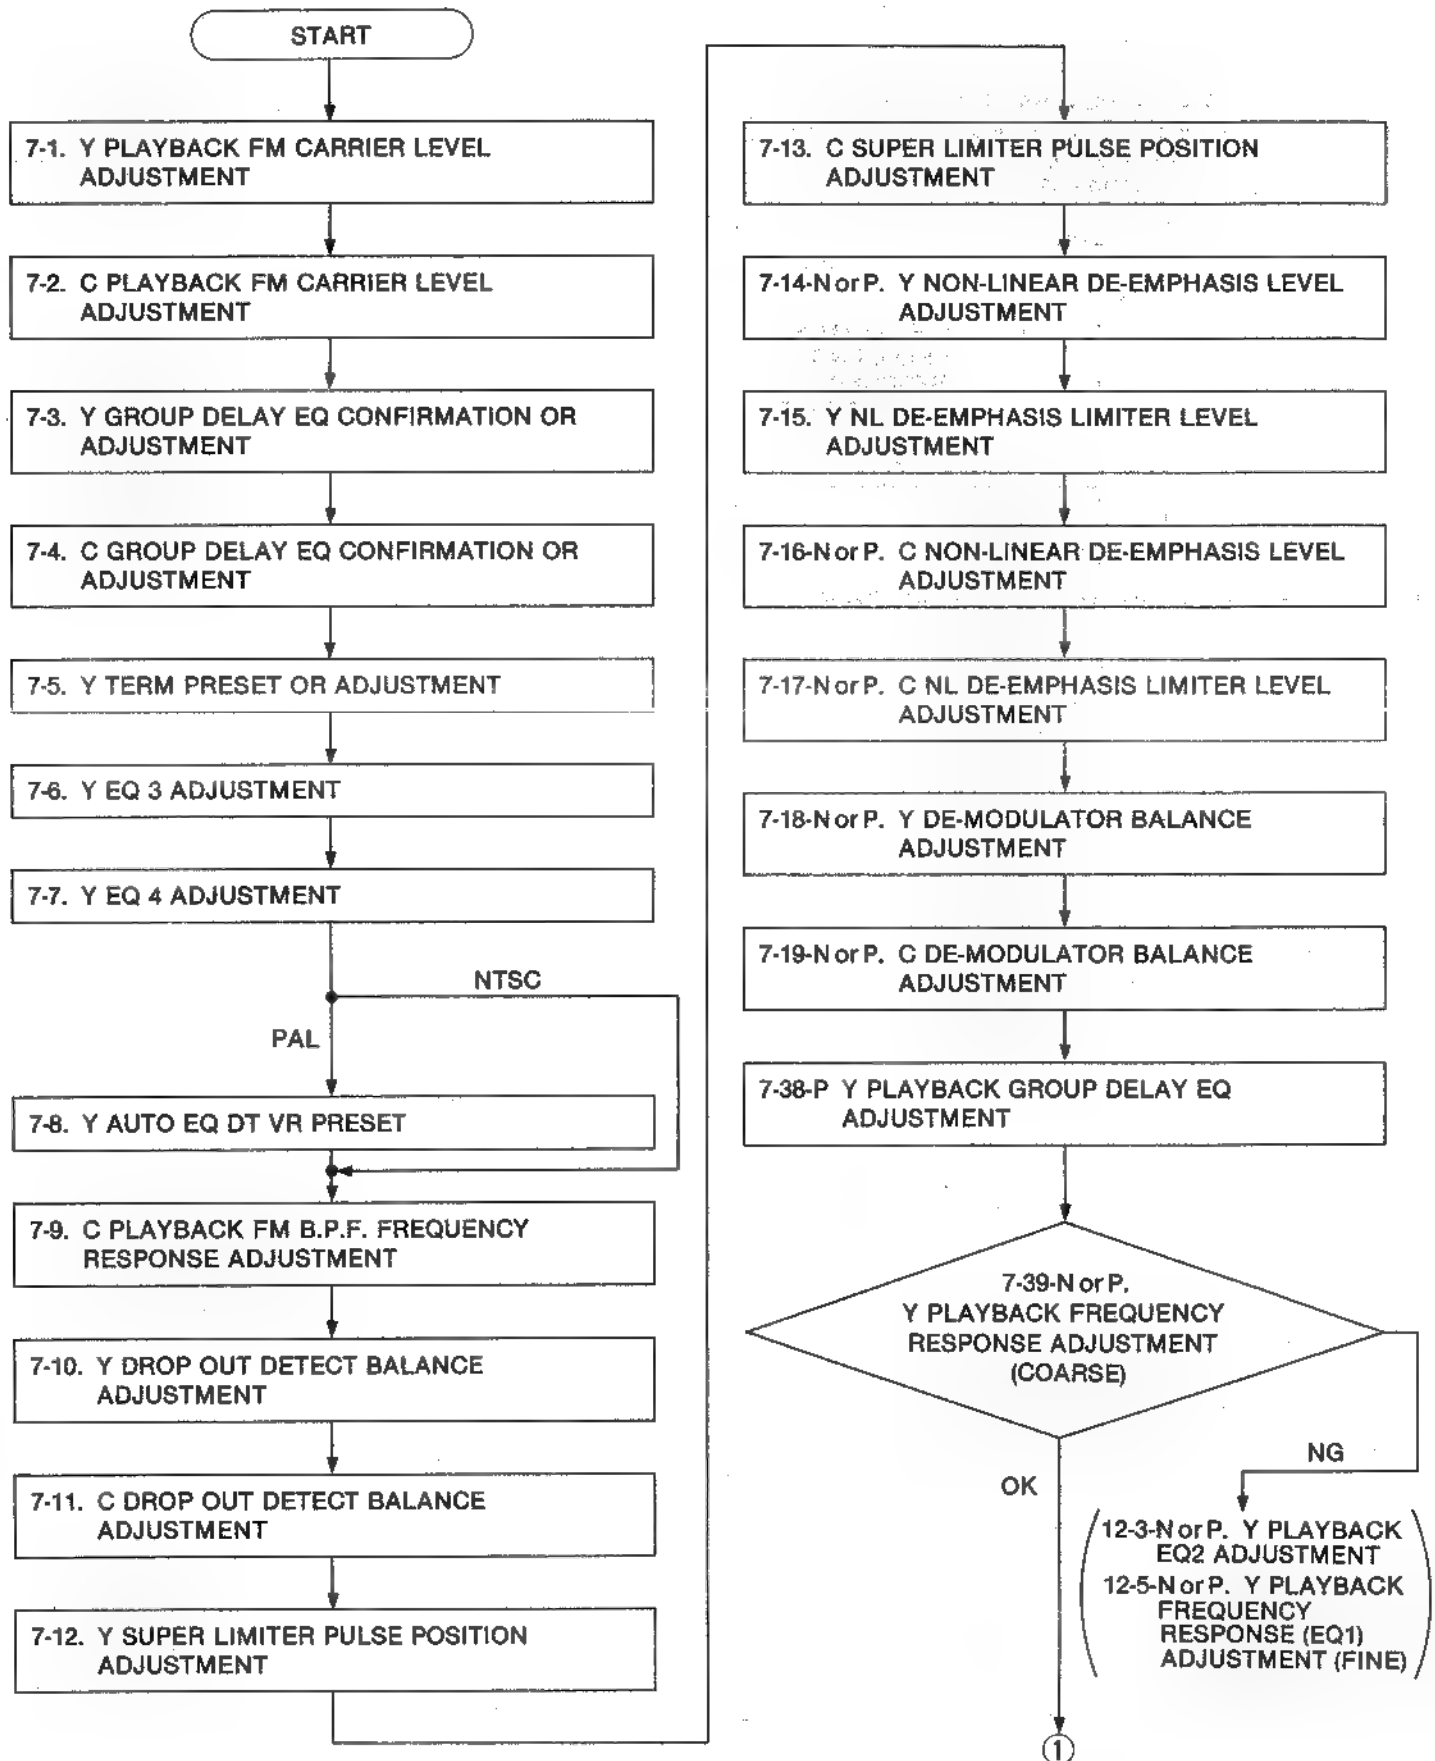 START
7-1. Y PLAYBACK FM CARRIER LEVEL
ADJUSTMENT
7-2. C PLAYBACK FM CARRIER LEVEL
ADJUSTMENT
7-3. Y GROUP DELAY EQ CONFIRMATION OR
ADJUSTMENT
7-4. C GROUP DELAY EQ CONFIRMATION OR
ADJUSTMENT
7-5. Y TERM PRESET OR ADJUSTMENT
7-6. Y EQ 3 ADJUSTMENT
7-7. Y EQ 4 ADJUSTMENT
NTSC
PAL
7-8. Y AUTO EQ DT VR PRESET
7-9. C PLAYBACK FM B.P.F. FREQUENCY
RESPONSE ADJUSTMENT
7-10. Y DROP OUT DETECT BALANCE
ADJUSTMENT
7-11. C DROP OUT DETECT BALANCE
ADJUSTMENT
7-12. Y SUPER LIMITER PULSE POSITION
ADJUSTMENT
7-13. C SUPER LIMITER PULSE POSITION
ADJUSTMENT
7-14-N or P. Y NON-LINEAR DE-EMPHASIS LEVEL
ADJUSTMENT
7-15. Y NL DE-EMPHASIS LIMITER LEVEL
ADJUSTMENT
7-16-N or P. C NON-LINEAR DE-EMPHASIS LEVEL
ADJUSTMENT
7-17-N or P. C NL DE-EMPHASIS LIMITER LEVEL
ADJUSTMENT
7-18-N or P. Y DE-MODULATOR BALANCE
ADJUSTMENT
7-19-N or P. C DE-MODULATOR BALANCE
ADJUSTMENT
7-38-P Y PLAYBACK GROUP DELAY EQ
ADJUSTMENT
7-39-N or P.
Y PLAYBACK FREQUENCY
RESPONSE ADJUSTMENT
(COARSE)
NG
OK
12-3-N or P. Y PLAYBACK
EQ2 ADJUSTMENT
12-5-N or P. Y PLAYBACK
FREQUENCY
RESPONSE (EQ1)
ADJUSTMENT (FINE)
1